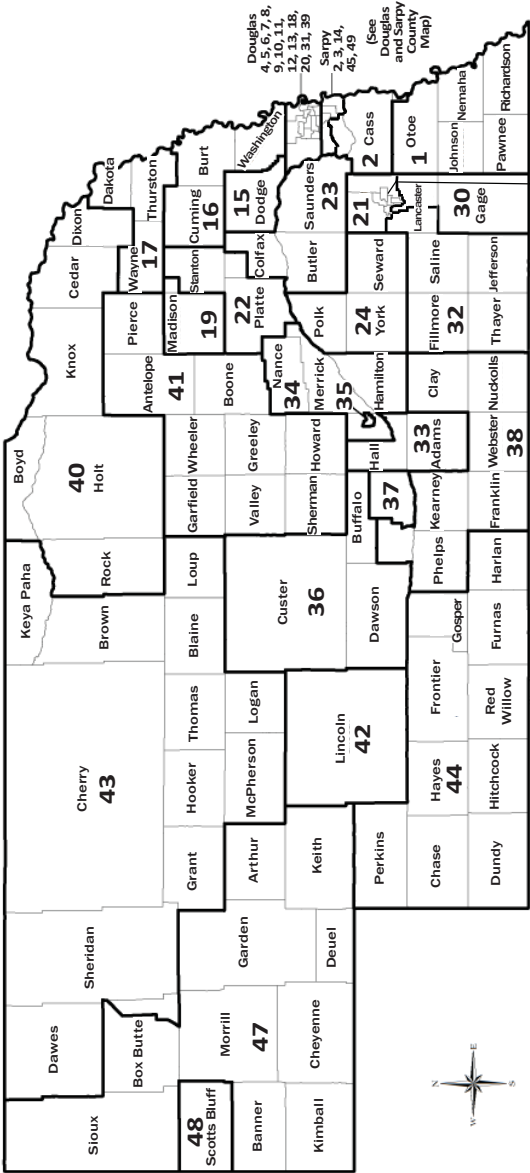 Sioux
Dawes
Box Butte
Sheridan
Cherry
43
Keya Paha
Brown
Rock
Boyd
40
Holt
Knox
Cedar
Dixon
Dakota
Antelope
41
Pierce
Wayne
17
Thurston
48
Scotts Bluff
Banner
Kimball
Morrill
47
Cheyenne
Garden
Deuel
Grant
Hooker
Thomas
Blaine
Loup
Garfield
Wheeler
Boone
Madison
19
Stanton
Cuming
16
Burt
Arthur
McPherson
Logan
Custer
36
Valley
Greeley
Nance
34
22
Platte
Colfax
15
Dodge
Washington
Keith
Lincoln
42
Sherman
Howard
Merrick
35
Polk
Butler
Saunders
23
Douglas
4, 5, 6, 7, 8,
9, 10, 11,
12, 13, 18,
20, 31, 39
Sarpy
2, 3, 14,
45, 49
(See
Douglas
and Sarpy
County
Map)
Perkins
Dawson
Buffalo
37
Hall
Hamilton
24
York
Seward
21
Lancaster
2
Cass
Chase
Hayes
44
Frontier
Gosper
Phelps
Kearney
33
Adams
Clay
Fillmore
32
Saline
30
Gage
1
Otoe
Johnson
Nemaha
Dundy
Hitchcock
Red
Willow
Furnas
Harlan
Franklin
Webster
38
Nuckolls
Thayer
Jefferson
Pawnee
Richardson
N
E
W
S